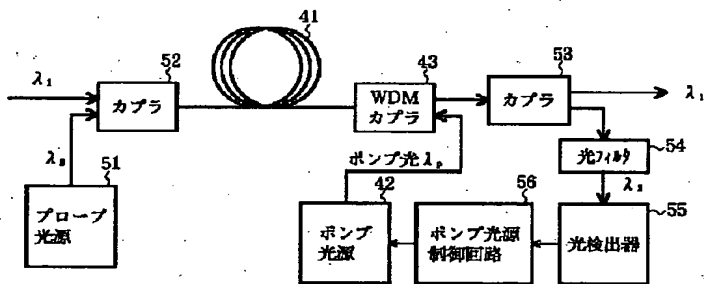 41
52
43
53
λ₁
カプラ
WDM
カプラ
カプラ
λ₁
54
ポンプ光λₚ
光フィルタ
λₛ
51
42
56
λₛ
55
プローブ
光源
ポンプ
光源
ポンプ光源
制御回路
光検出器